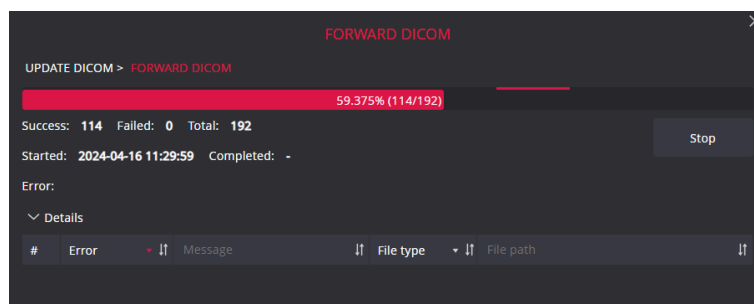 FORWARD DICOM
UPDATE DICOM > FORWARD DICOM
59.375% (114/192)
Success: 114 Failed: 0 Total: 192
Stop
Started: 2024-04-16 11:29:59 Completed: -
Error:
Details
# Error Message File type File path